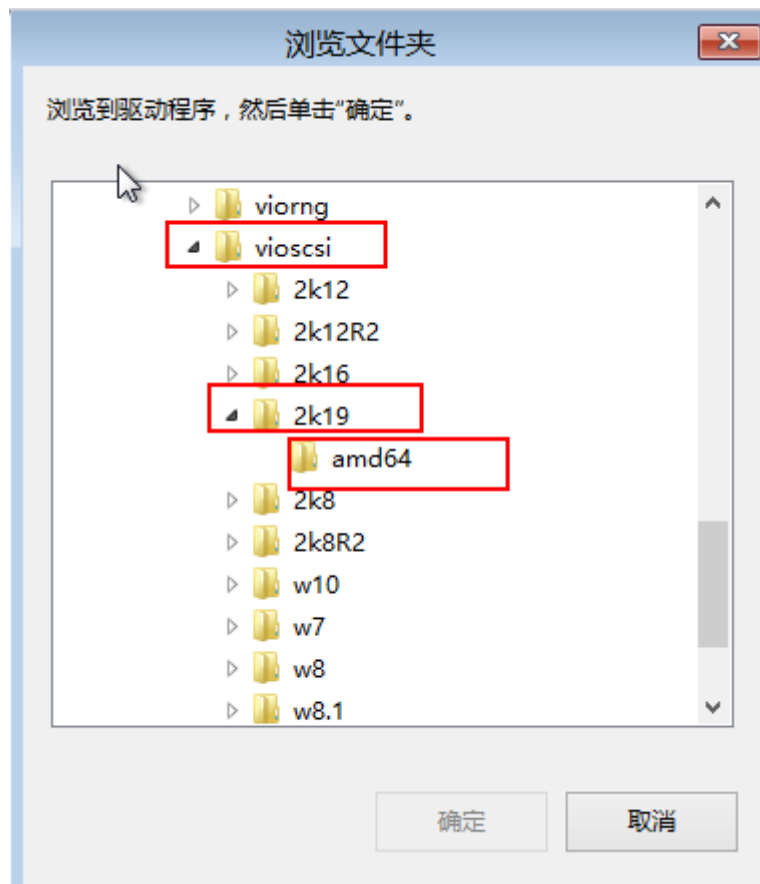 浏览文件夹
浏览到驱动程序，然后单击“确定”。
viorng
vioscsi
2k12
2k12R2
2k16
2k19
amd64
2k8
2k8R2
w10
w7
w8
w8.1
确定
取消